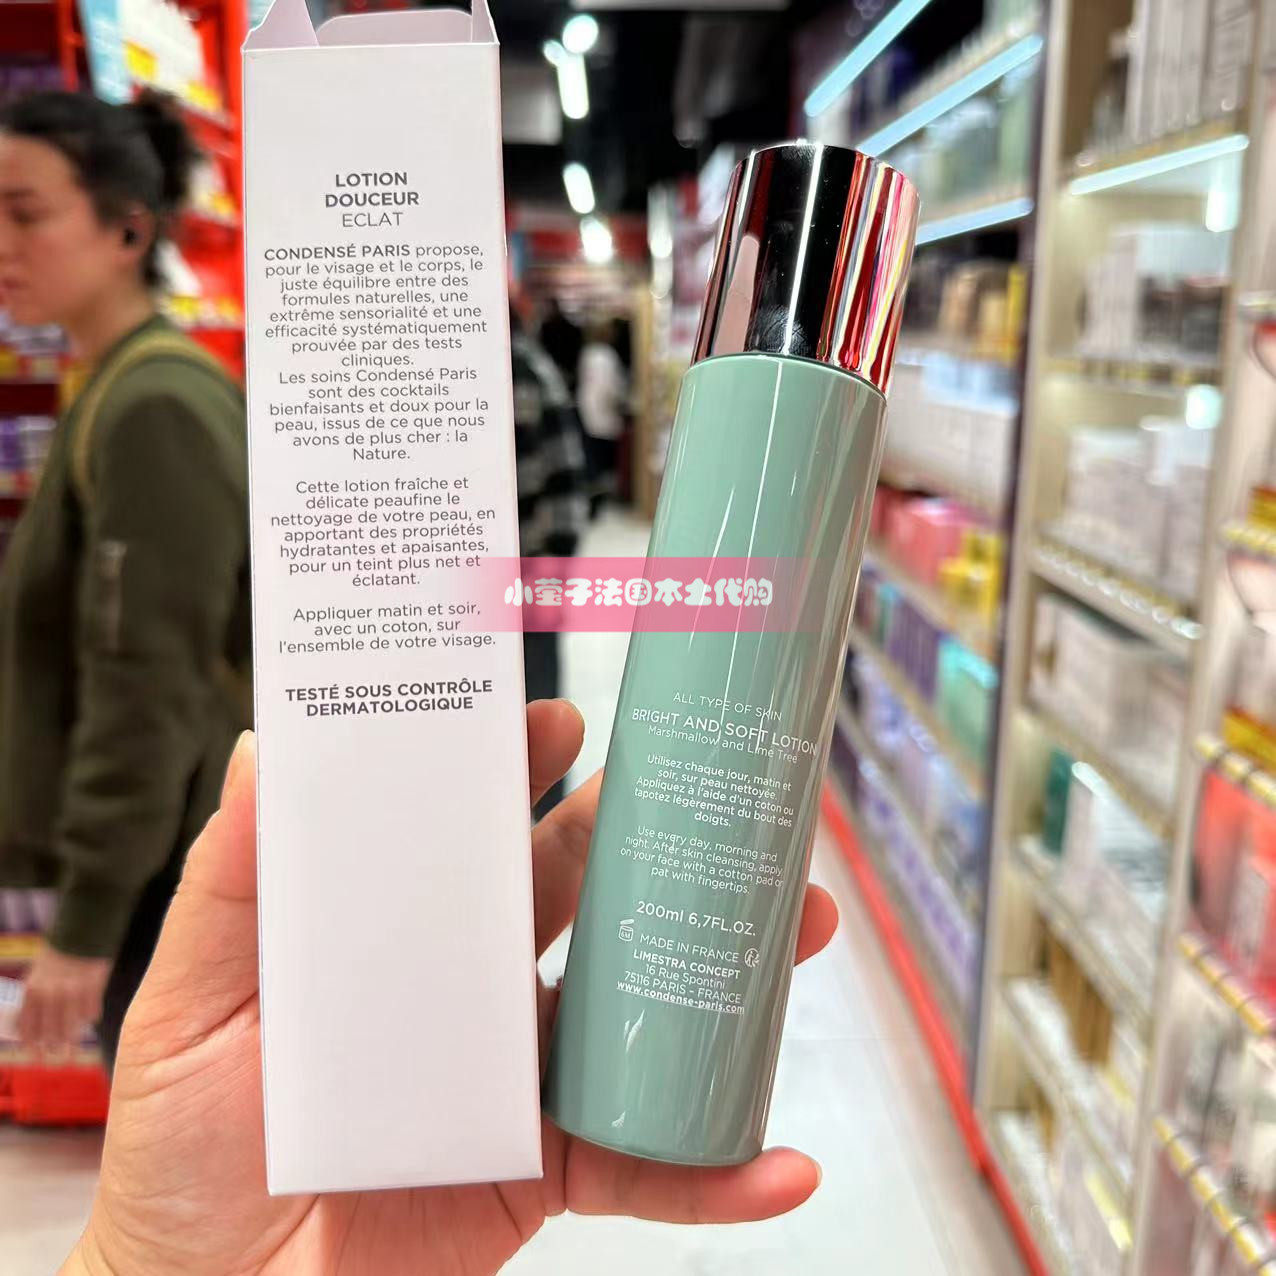 LOTION
DOUCEUR
ECLAT
CONDENSÉ PARIS propose,
pour le visage et le corps, le
juste équilibre entre des
formules naturelles, une
extrême sensorialité et une
efficacité systématiquement
prouvée par des tests
cliniques.
Les soins Condensé Paris
sont des cocktails
bienfaisants et doux pour la
peau, issus de ce que nous
avons de plus cher : la
Nature.
Cette lotion fraîche et
délicate peaufine le
nettoyage de votre peau, en
apportant des propriétés
hydratantes et apaisantes,
pour un teint plus net et
éclatant.
Appliquer matin et soir,
avec un coton, sur
l'ensemble de votre visage.
TESTÉ SOUS CONTRÔLE
DERMATOLOGIQUE
小莹子法国本土代购
ALL TYPE OF SKIN
BRIGHT AND SOFT LOTION
Marshmallow and Lime Tree
Utilisez chaque jour, matin et
soir, sur peau nettoyée.
Appliquez à l'aide d'un coton ou
tapotez légèrement du bout des
doigts.
Use every day, morning and
night. After skin cleansing, apply
on your face with a cotton pad or
pat with fingertips.
200ml 6,7FL.OZ.
6M
MADE IN FRANCE
LIMESTRA CONCEPT
16 Rue Spontini
75116 PARIS - FRANCE
www.condense-paris.com